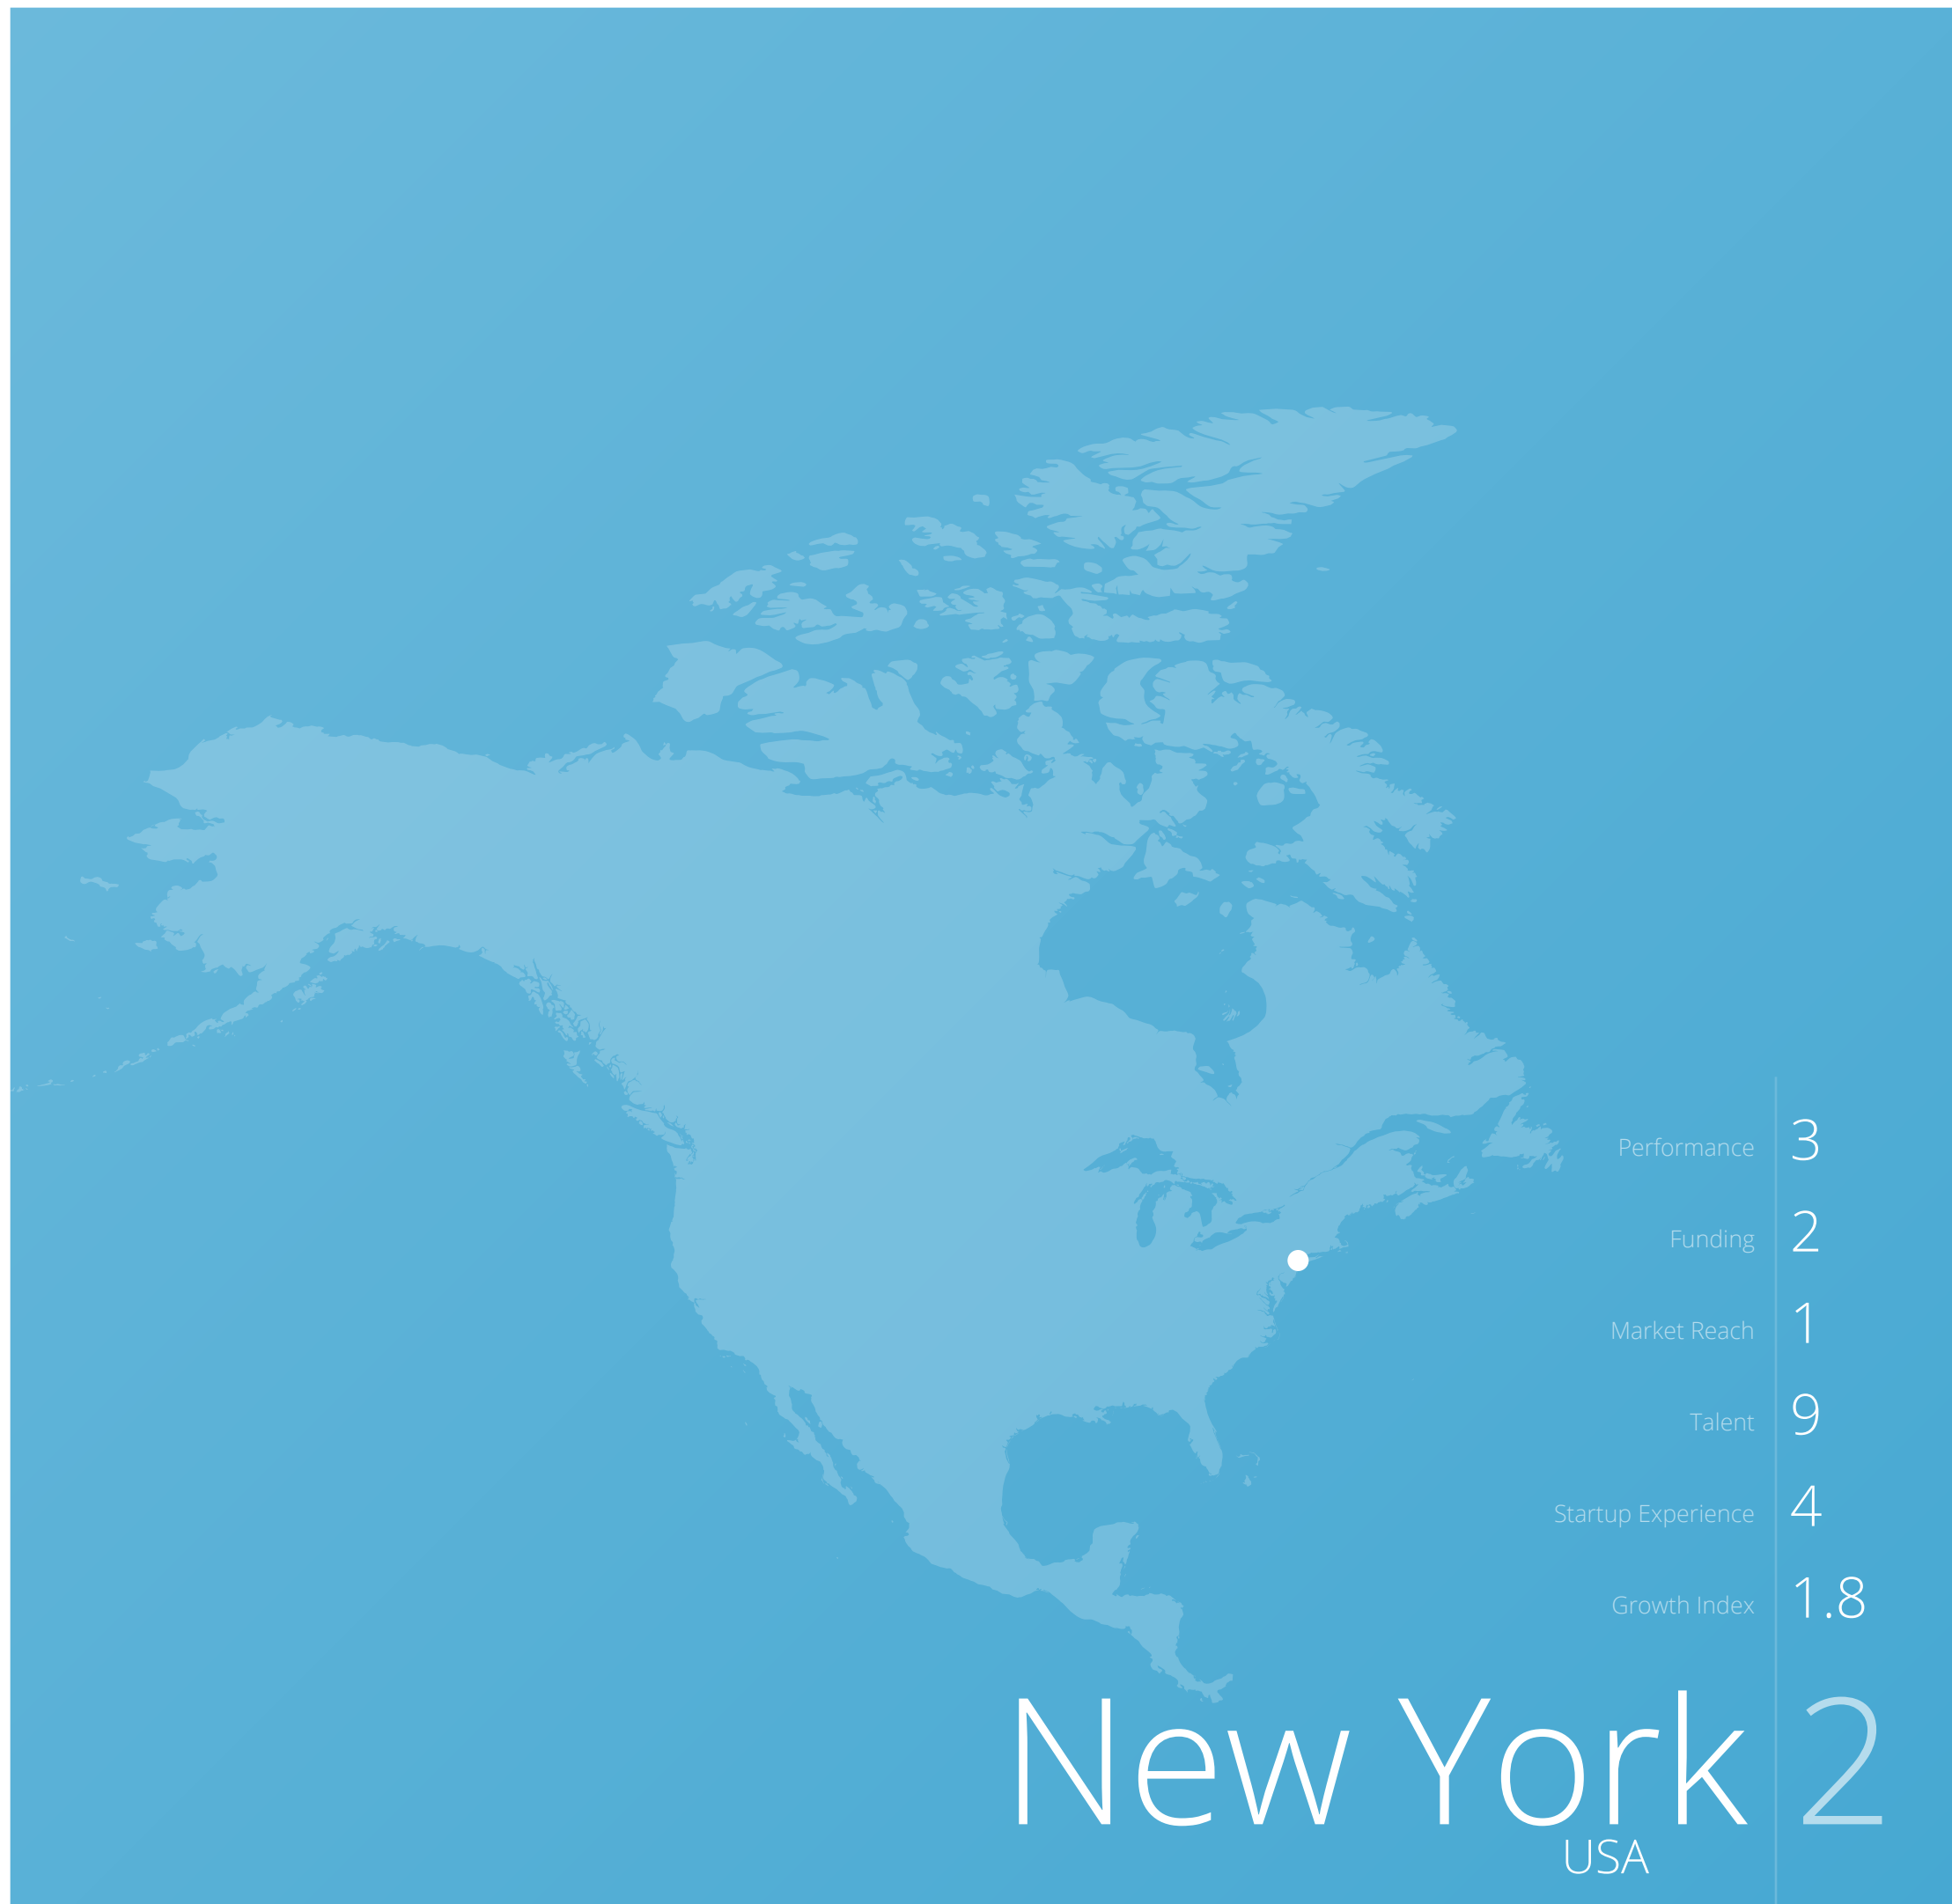 Performance 3
Funding 2
Market Reach 1
Talent 9
Startup Experience 4
Growth Index 1.8
New York 2
USA